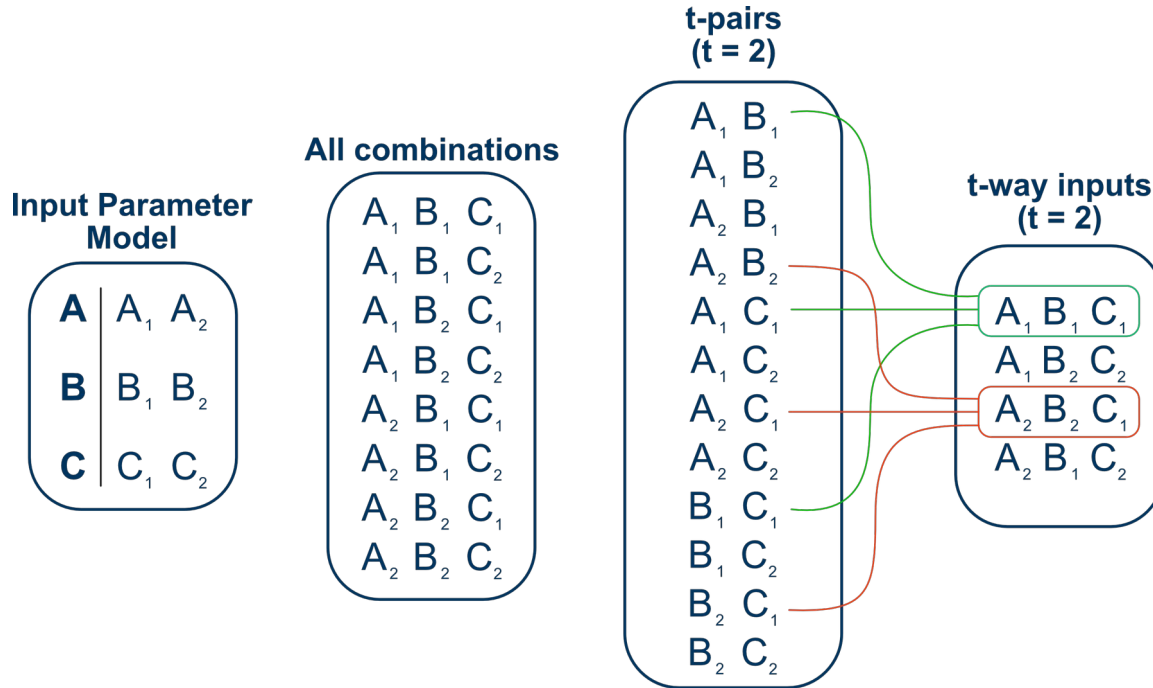 Input Parameter
Model
A A₁ A₂
B B₁ B₂
C C₁ C₂
All combinations
A₁ B₁ C₁
A₁ B₁ C₂
A₁ B₂ C₁
A₁ B₂ C₂
A₂ B₁ C₁
A₂ B₁ C₂
A₂ B₂ C₁
A₂ B₂ C₂
t-pairs
(t = 2)
A₁ B₁
A₁ B₂
A₂ B₁
A₂ B₂
A₁ C₁
A₁ C₂
A₂ C₁
A₂ C₂
B₁ C₁
B₁ C₂
B₂ C₁
B₂ C₂
t-way inputs
(t = 2)
A₁ B₁ C₁
A₁ B₂ C₂
A₂ B₂ C₁
A₂ B₁ C₂